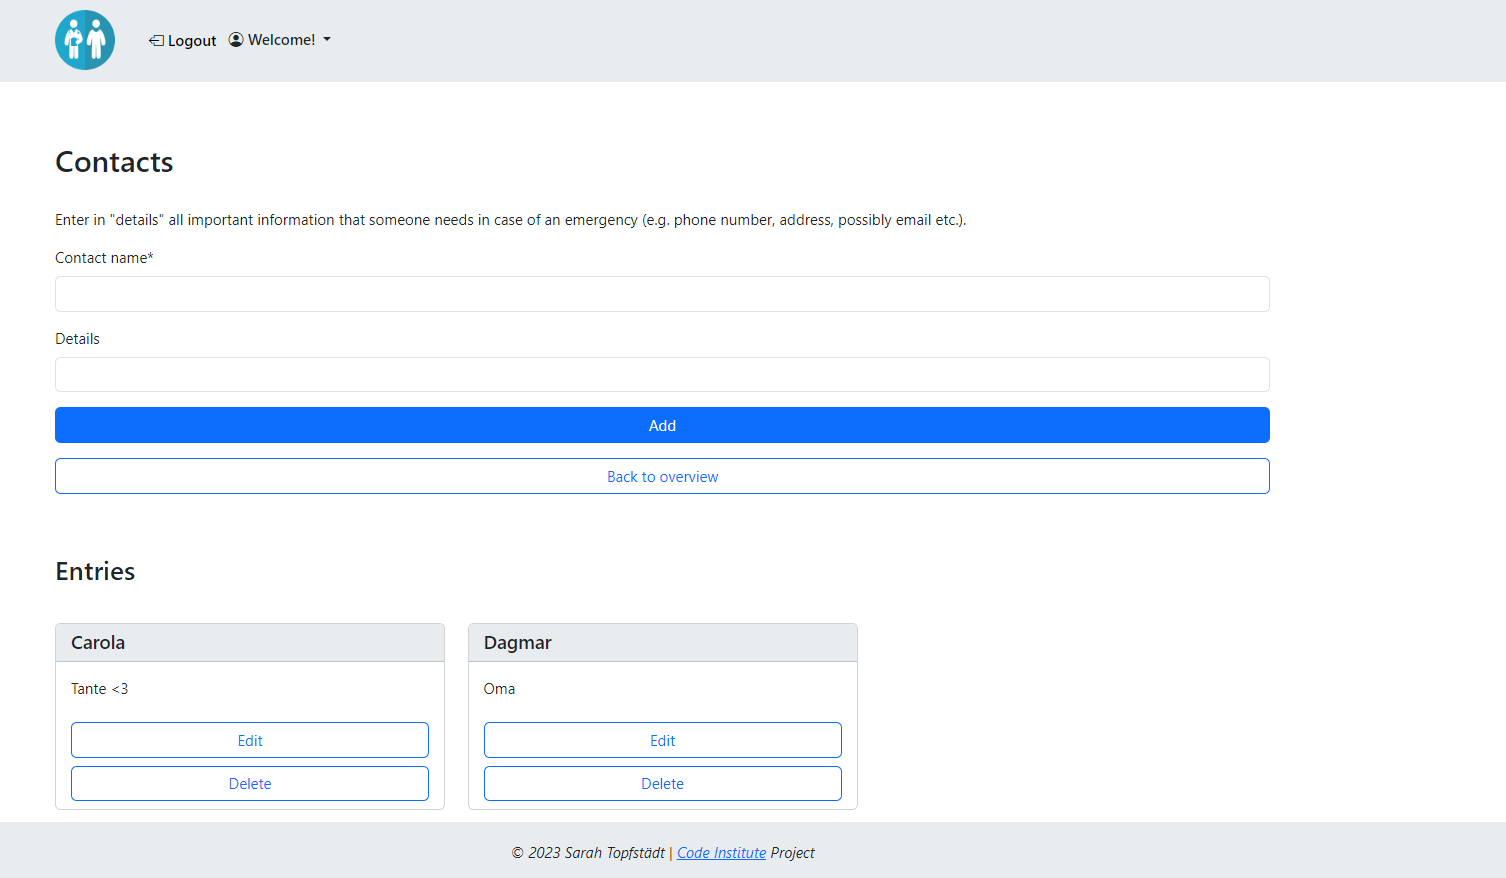 Logout Welcome!
Contacts
Enter in "details" all important information that someone needs in case of an emergency (e.g. phone number, address, possibly email etc.).
Contact name*
Details
Add
Back to overview
Entries
Carola
Tante <3
Edit
Delete
Dagmar
Oma
Edit
Delete
© 2023 Sarah Topfstädt | Code Institute Project